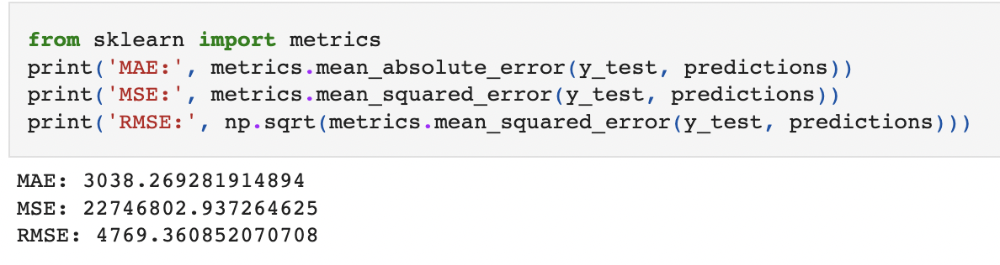 from sklearn import metrics
print('MAE:', metrics.mean_absolute_error(y_test, predictions))
print('MSE:', metrics.mean_squared_error(y_test, predictions))
print('RMSE:', np.sqrt(metrics.mean_squared_error(y_test, predictions)))
MAE: 3038.269281914894
MSE: 22746802.937264625
RMSE: 4769.360852070708